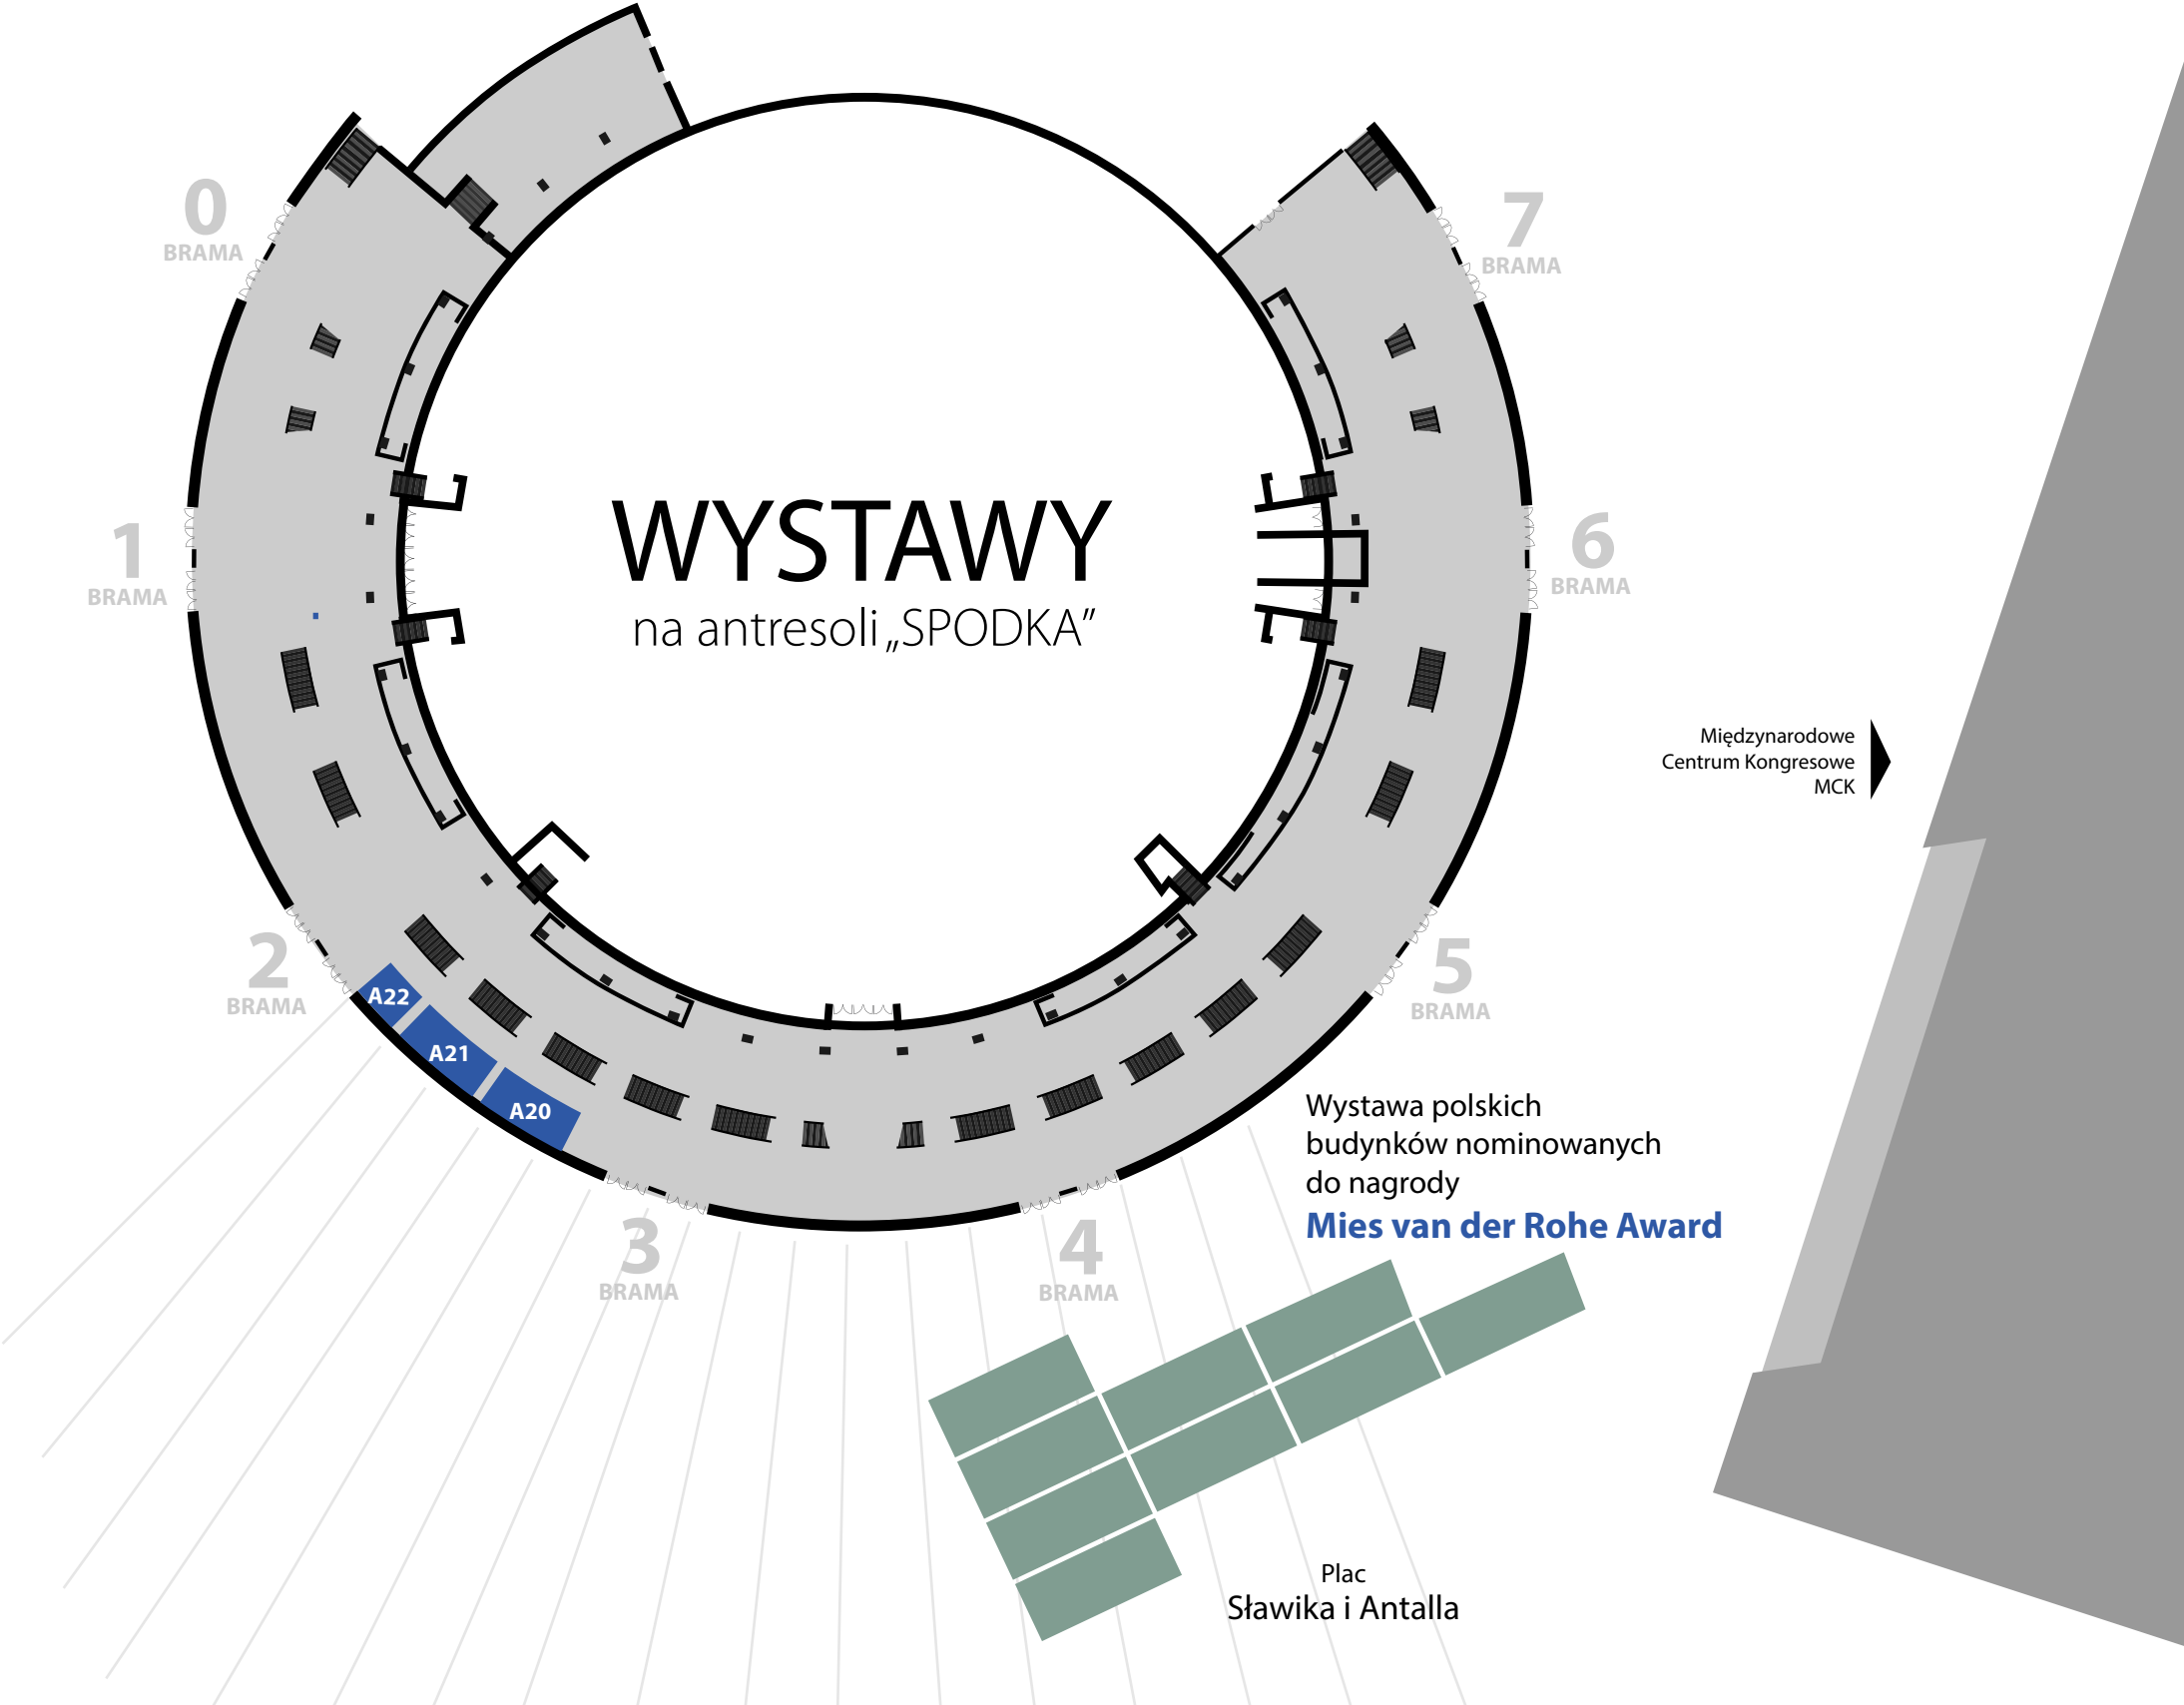 0
BRAMA
7
BRAMA
WYSTAWY
na antresoli „SPODKA”
1
BRAMA
6
BRAMA
Międzynarodowe
Centrum Kongresowe
MCK
2
BRAMA
5
BRAMA
A22
A21
A20
Wystawa polskich
budynków nominowanych
do nagrody
Mies van der Rohe Award
3
BRAMA
4
BRAMA
Plac
Sławika i Antalla